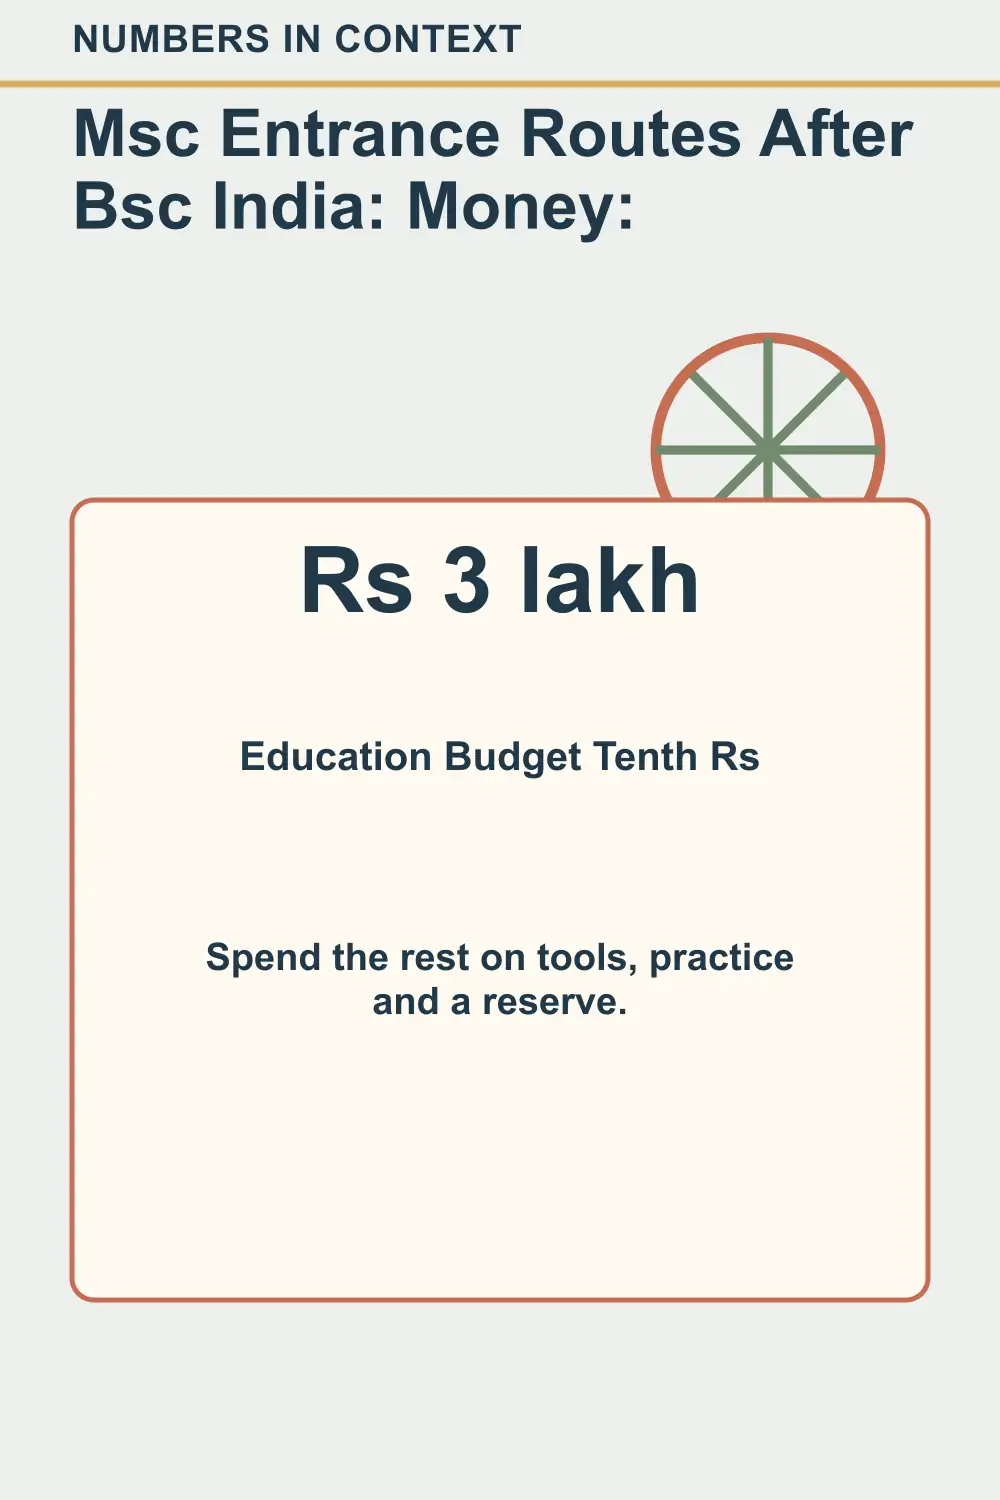 NUMBERS IN CONTEXT
Msc Entrance Routes After
Bsc India: Money:
Rs 3 lakh
Education Budget Tenth Rs
Spend the rest on tools, practice
and a reserve.